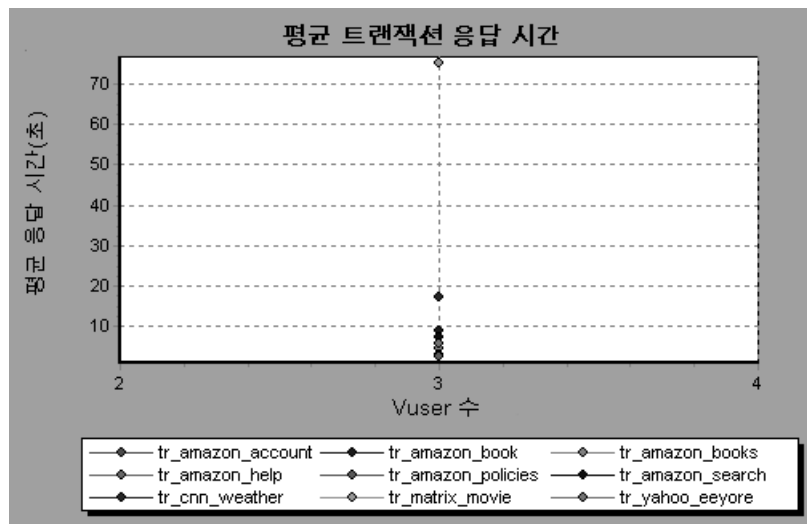 평균 트랜잭션 응답 시간
평균 응답 시간(초)
70
60
50
40
30
20
10
2 3 4
Vuser 수
tr_amazon_account tr_amazon_book tr_amazon_books
tr_amazon_help tr_amazon_policies tr_amazon_search
tr_cnn_weather tr_matrix_movie tr_yahoo_eeyore